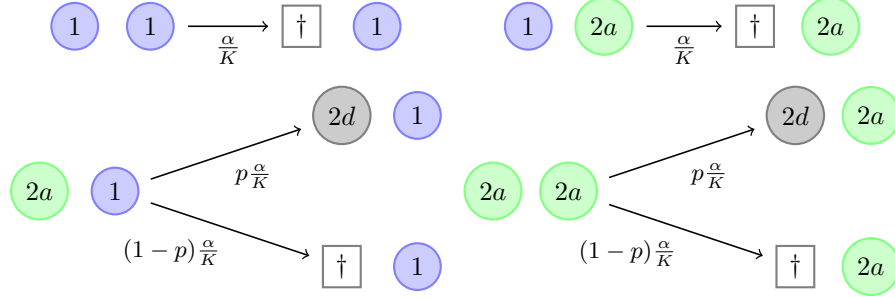 1 1 α/K † 1
1 2a α/K † 2a
2d 1
2a 1 p α/K
(1 − p) α/K
† 1
2d 2a
2a 2a p α/K
(1 − p) α/K
† 2a